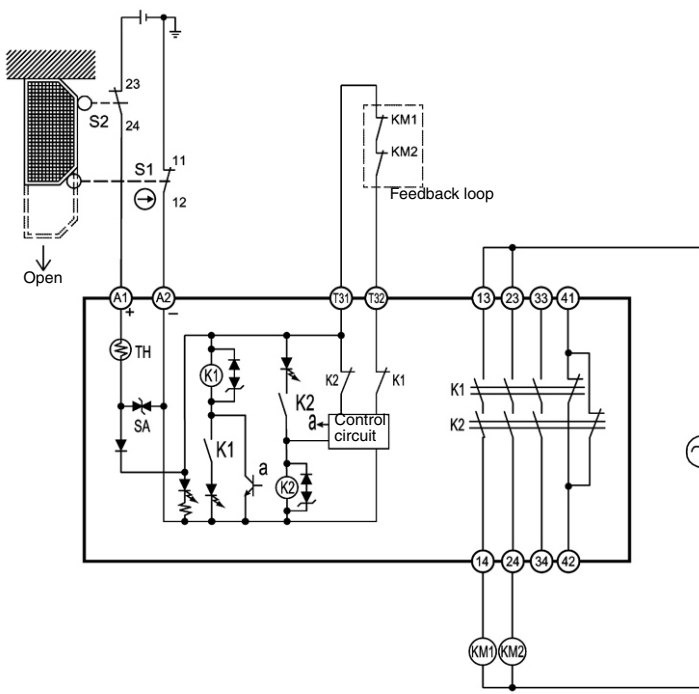 23
S2
24
S1
11
12
Open
KM1
KM2
Feedback loop
A1
A2
T31
T32
13
23
33
41
+
−
TH
SA
K1
K1
K2
a
K2
a
K2
K1
Control
circuit
K1
K2
14
24
34
42
KM1
KM2